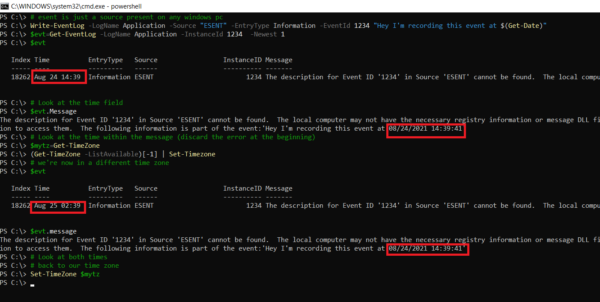 C:\WINDOWS\system32\cmd.exe - powershell
PS C:\> # esent is just a source present on any windows pc
PS C:\> Write-EventLog -LogName Application -Source "ESENT" -EntryType Information -EventId 1234 "Hey I'm recording this event at $(Get-Date)"
PS C:\> $evt=Get-EventLog -LogName Application -InstanceId 1234 -Newest 1
PS C:\> $evt
Index Time EntryType Source InstanceID Message
----- ---- --------- ------ ---------- -------
18262 Aug 24 14:39 Information ESENT 1234 The description for Event ID '1234' in Source 'ESENT' cannot be found. The local compu
PS C:\> # Look at the time field
PS C:\> $evt.Message
The description for Event ID '1234' in Source 'ESENT' cannot be found. The local computer may not have the necessary registry information or message DLL fi
ion to access them. The following information is part of the event:'Hey I'm recording this event at 08/24/2021 14:39:41'
PS C:\> # Look at the time within the message (discard the error at the beginning)
PS C:\> $mytz=Get-TimeZone
PS C:\> (Get-TimeZone -ListAvailable)[-1] | Set-Timezone
PS C:\> # we're now in a different time zone
PS C:\> $evt
Index Time EntryType Source InstanceID Message
----- ---- --------- ------ ---------- -------
18262 Aug 25 02:39 Information ESENT 1234 The description for Event ID '1234' in Source 'ESENT' cannot be found. The local compu
PS C:\> $evt.message
The description for Event ID '1234' in Source 'ESENT' cannot be found. The local computer may not have the necessary registry information or message DLL fi
ion to access them. The following information is part of the event:'Hey I'm recording this event at 08/24/2021 14:39:41'
PS C:\> # Look at both times
PS C:\> # back to our time zone
PS C:\> Set-TimeZone $mytz
PS C:\>